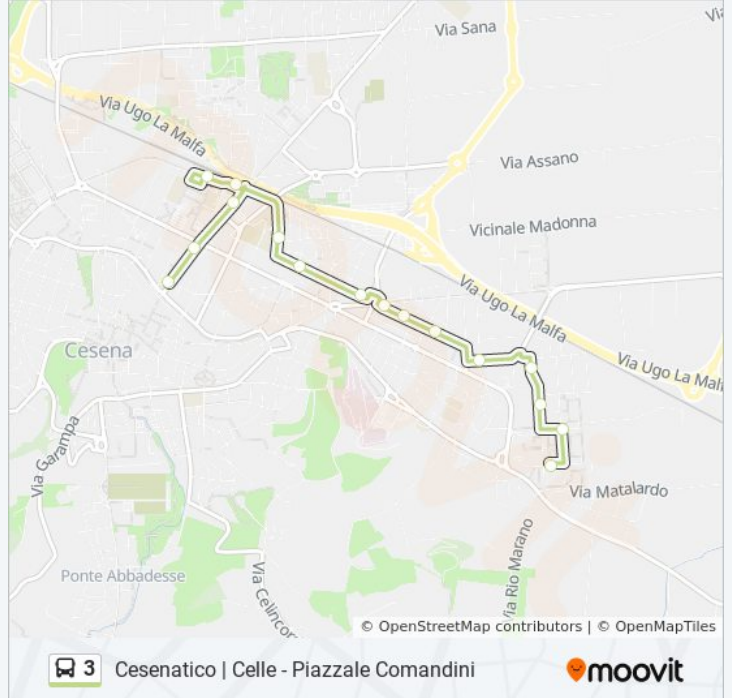 Via Sana
Via Ugo La Malfa
Via Assano
Vicinale Madonna
Via Ugo La Malfa
Cesena
Via Ugo La Malf
Via Garampa
Via Matalardo
Ponte Abbadesse
Via Celincor
Via Rio Marano
© OpenStreetMap contributors | © OpenMapTiles
3 Cesenatico | Celle - Piazzale Comandini
moovit